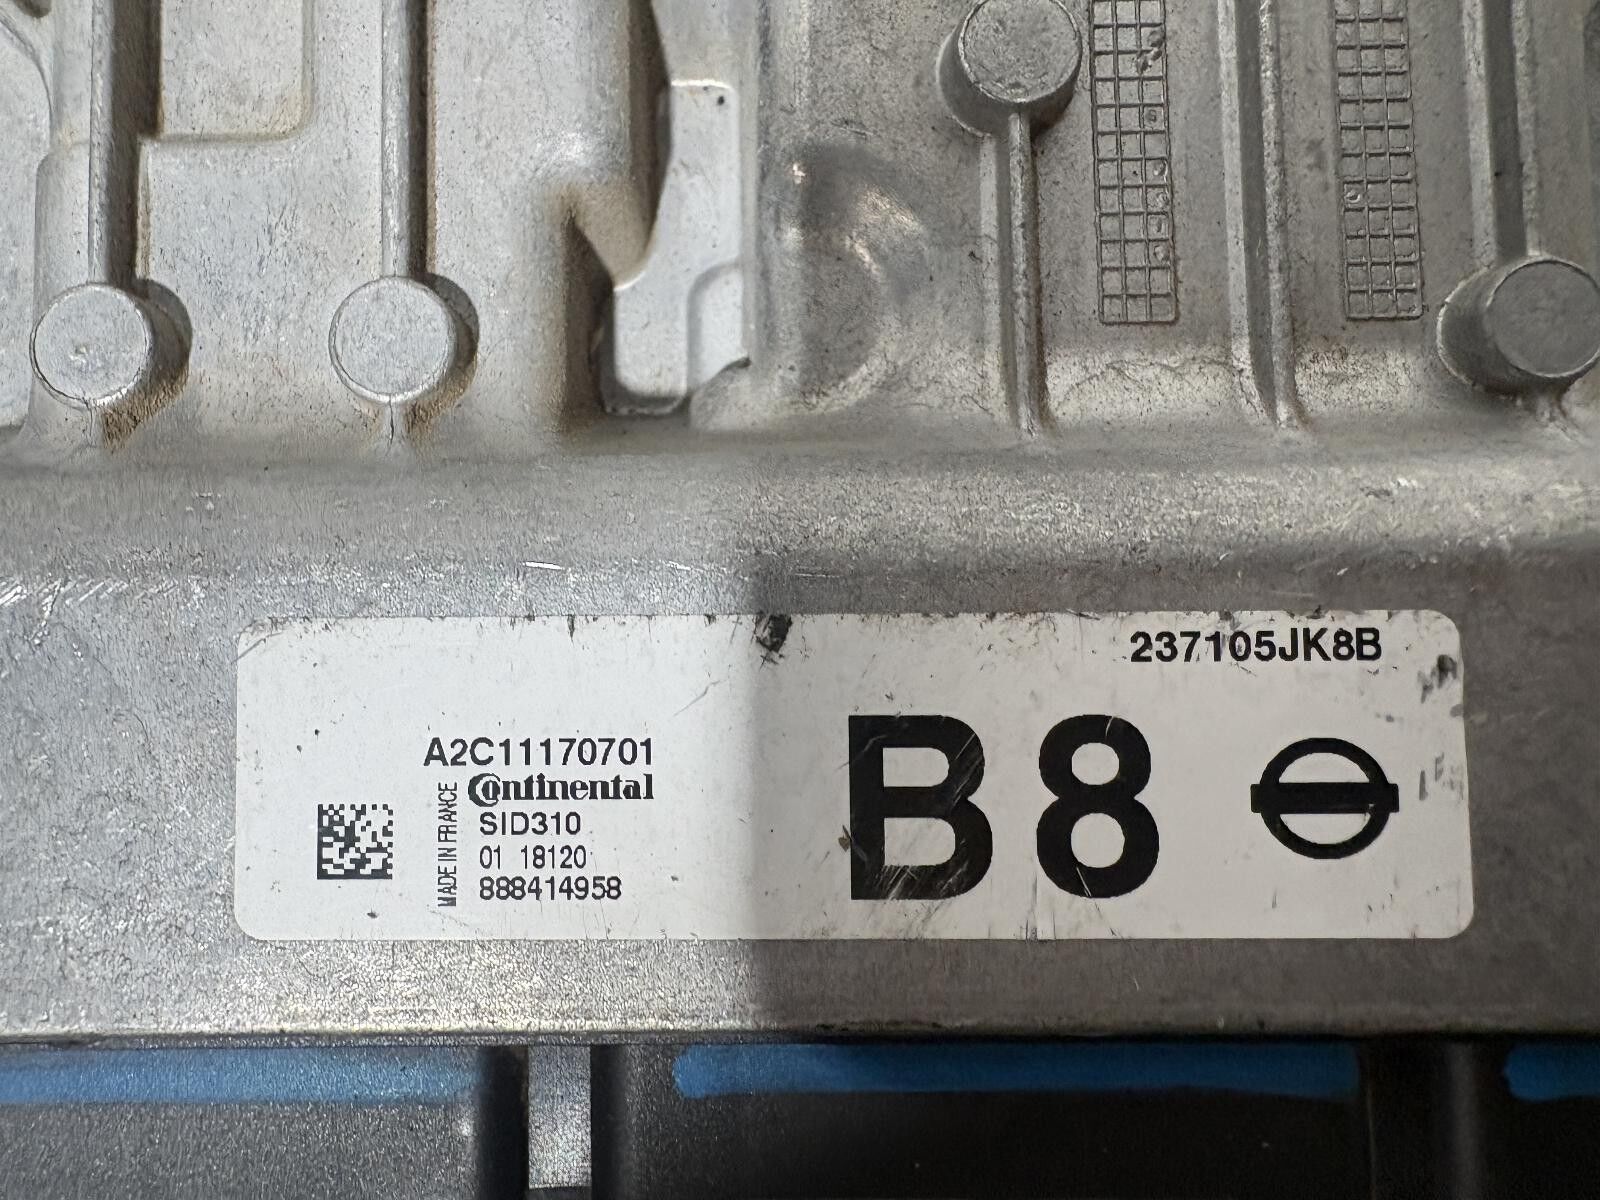 237105JK8B
A2C11170701
Continental
MADE IN FRANCE
SID310
01 18120
888414958
B8